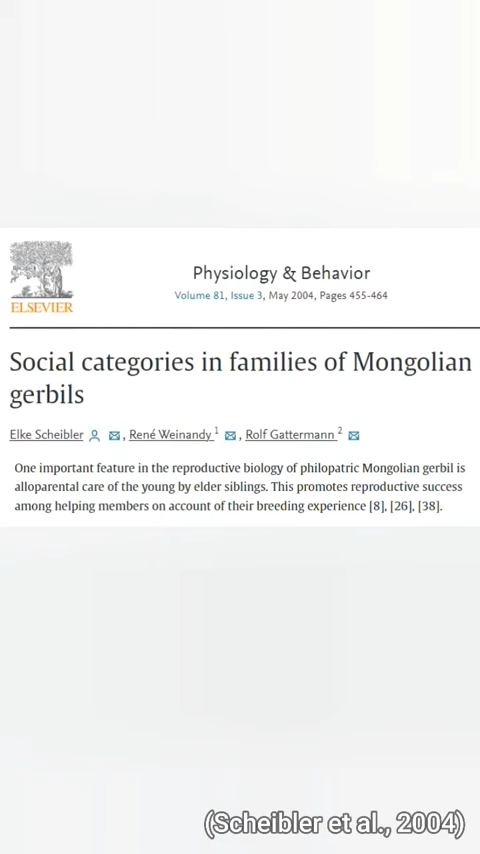 ELSEVIER
Physiology & Behavior
Volume 81, Issue 3, May 2004, Pages 455-464
Social categories in families of Mongolian
gerbils
Elke Scheibler, René Weinandy 1, Rolf Gattermann 2
One important feature in the reproductive biology of philopatric Mongolian gerbil is
alloparental care of the young by elder siblings. This promotes reproductive success
among helping members on account of their breeding experience [8], [26], [38].
(Scheibler et al., 2004)